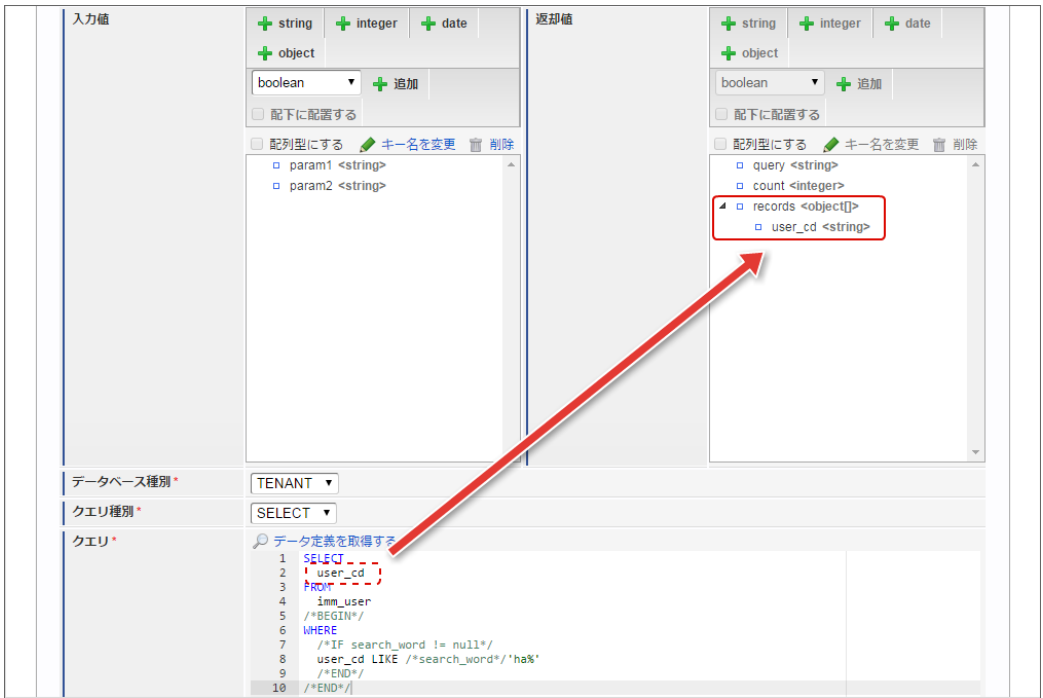 入力値
string integer date
object
boolean 追加
配下に配置する
配列型にする キー名を変更 削除
param1 <string>
param2 <string>
返却値
string integer date
object
boolean 追加
配下に配置する
配列型にする キー名を変更 削除
query <string>
count <integer>
records <object[]>
user_cd <string>
データベース種別*
TENANT
クエリ種別*
SELECT
クエリ*
データ定義を取得する
1 SELECT
2 user_cd
3 FROM
4 imm_user
5 /*BEGIN*/
6 WHERE
7 /*IF search_word != null*/
8 user_cd LIKE /*search_word*/'ha%'
9 /*END*/
10 /*END*/